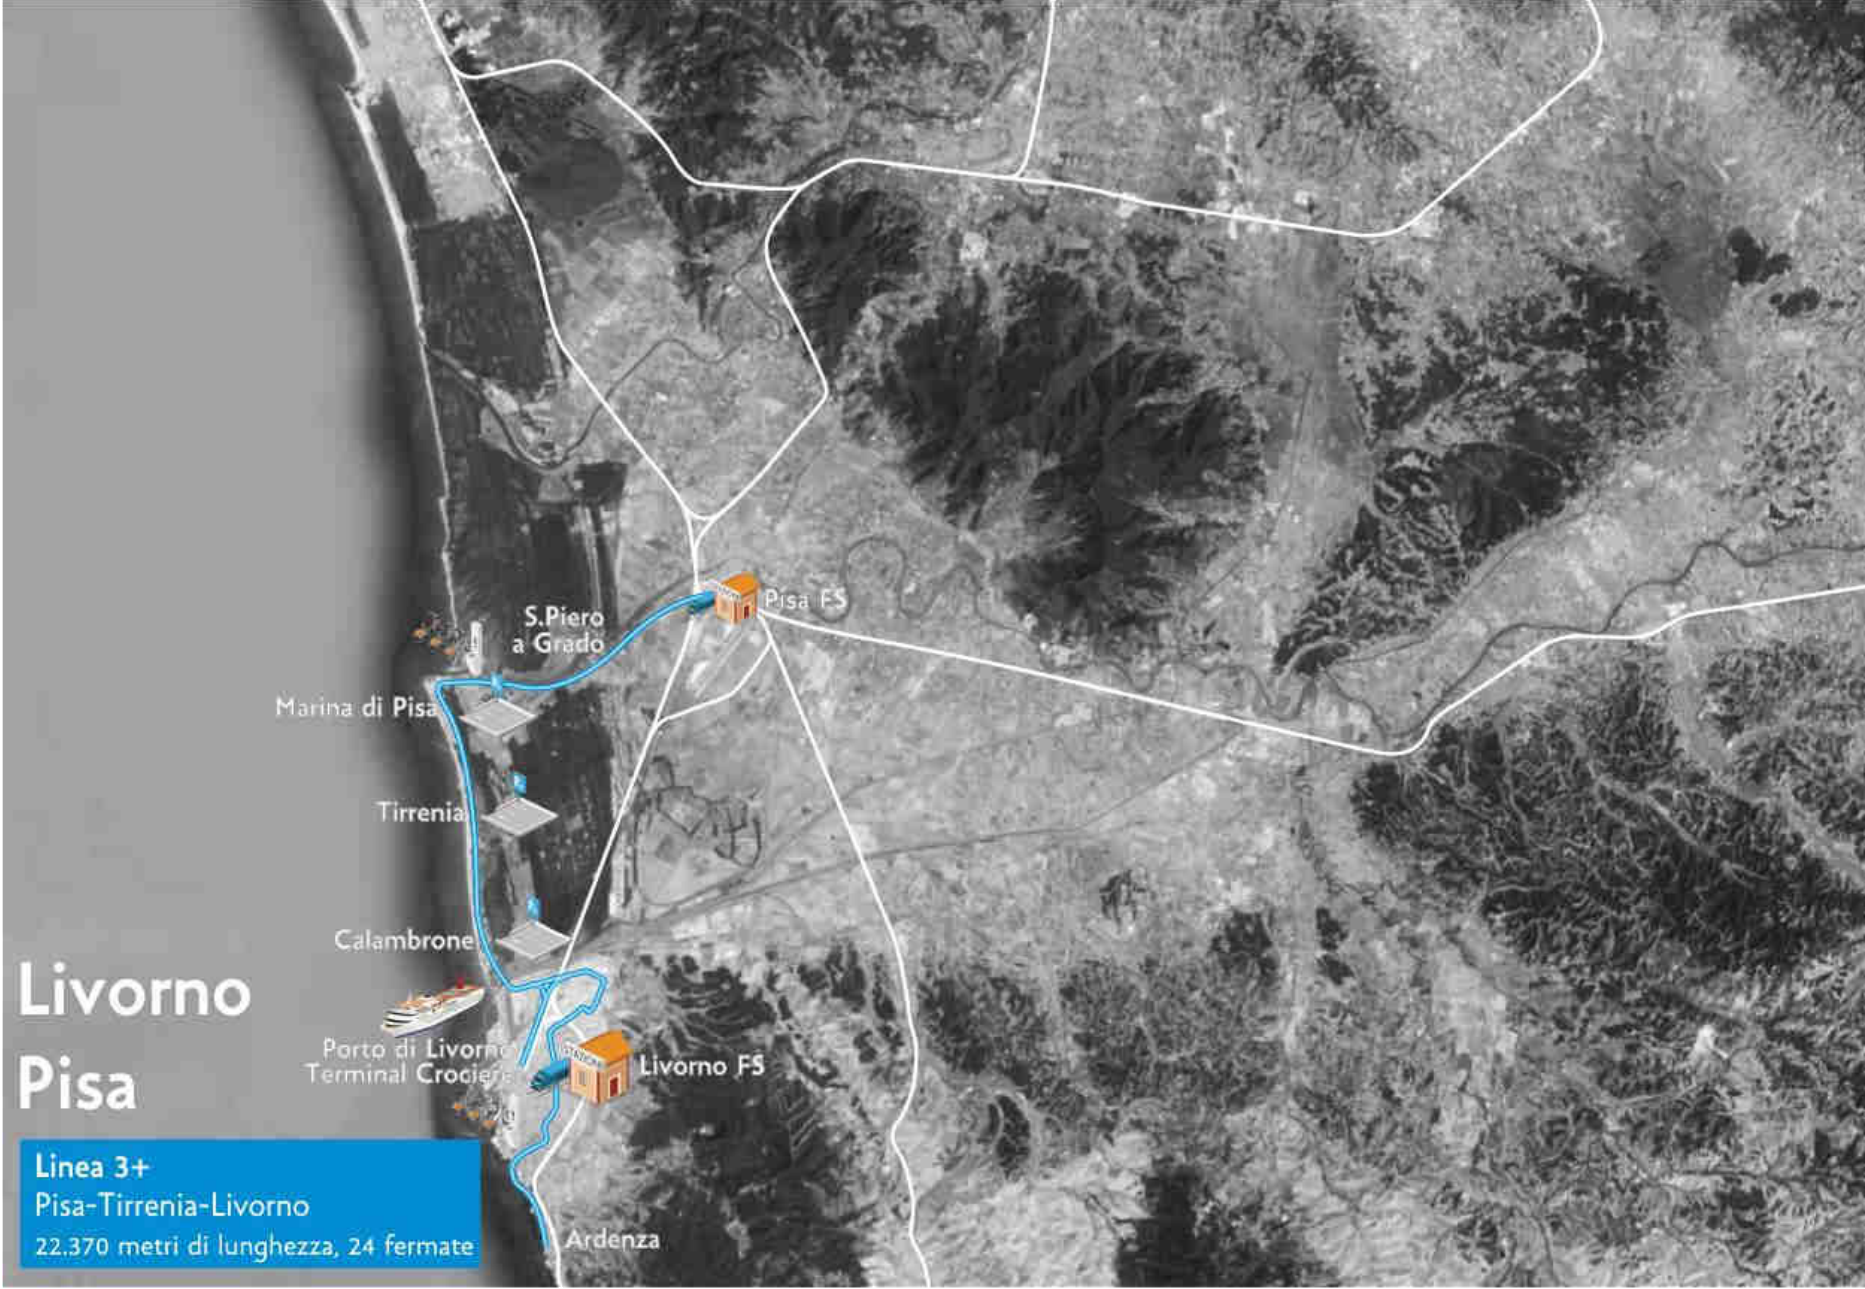 S.Piero
a Grado
Pisa FS
Marina di Pisa
Tirrenia
Calambrone
Livorno
Pisa
Porto di Livorno
Terminal Crociere
STAZIONE
Livorno FS
Linea 3+
Pisa-Tirrenia-Livorno
22.370 metri di lunghezza, 24 fermate
Ardenza